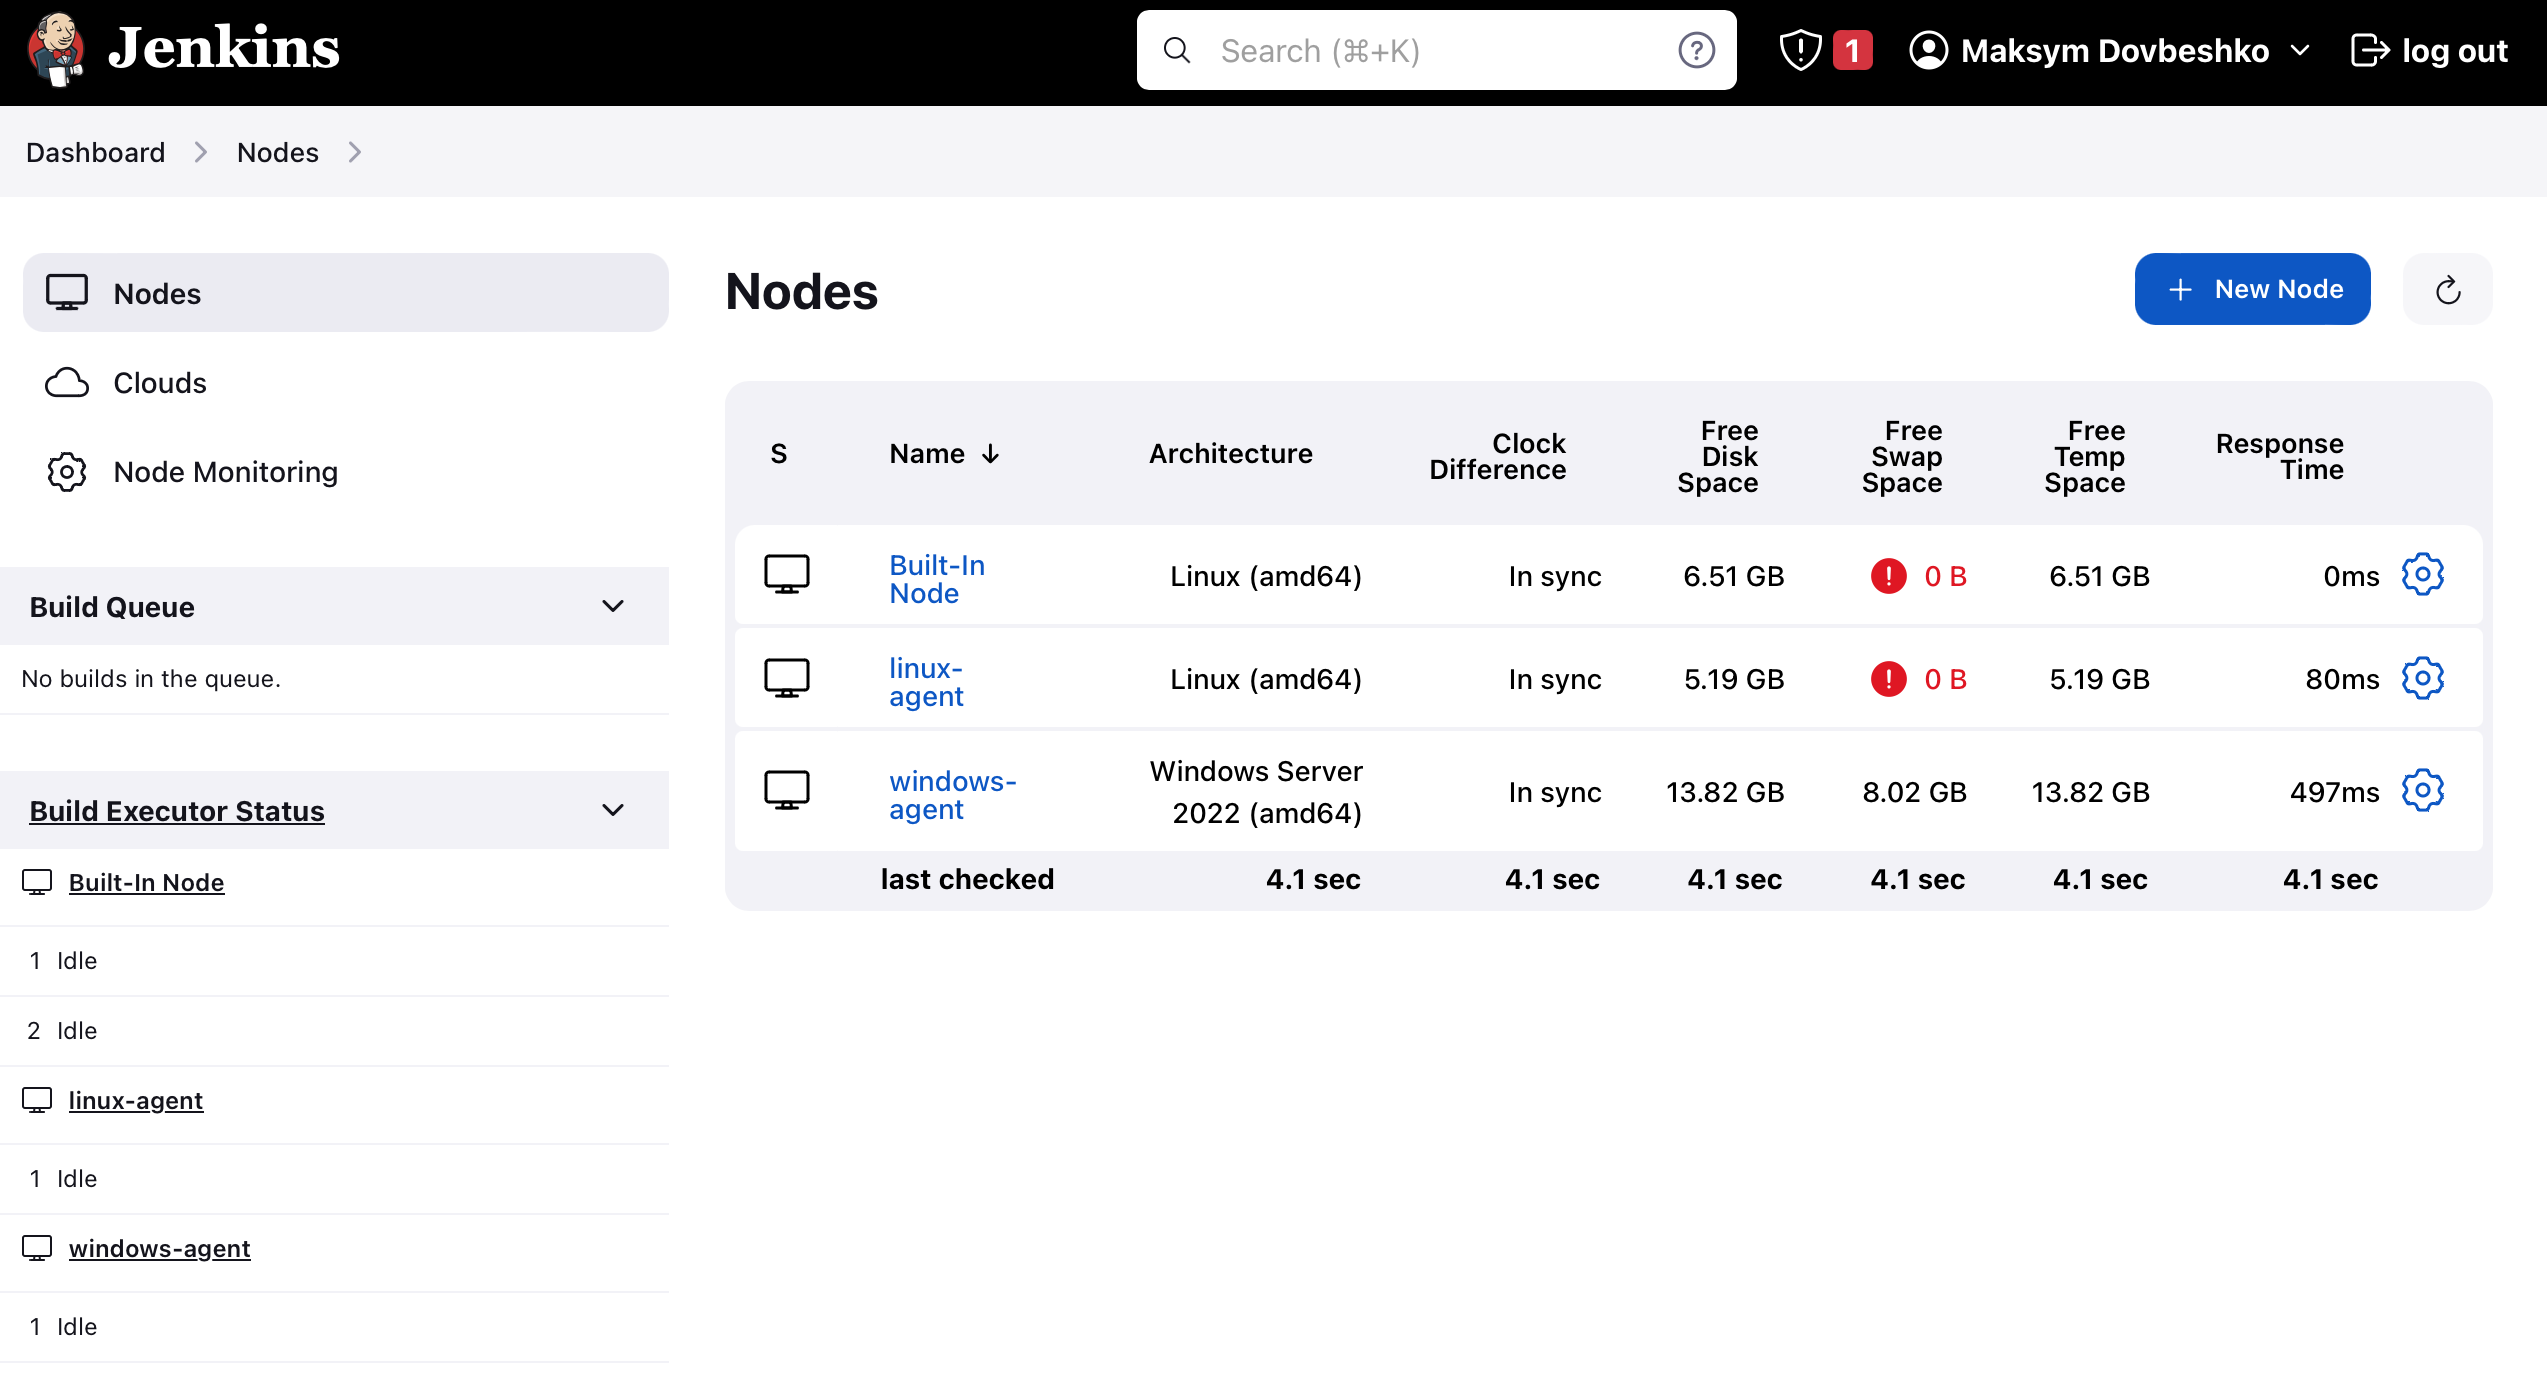 Jenkins
Search (⌘+K)
1
Maksym Dovbeshko
log out
Dashboard
Nodes
Nodes
Clouds
Node Monitoring
Build Queue
No builds in the queue.
Build Executor Status
Built-In Node
1 Idle
2 Idle
linux-agent
1 Idle
windows-agent
1 Idle
Nodes
+ New Node
S
Name ↓
Architecture
Clock
Difference
Free
Disk
Space
Free
Swap
Space
Free
Temp
Space
Response
Time
Built-In
Node
Linux (amd64)
In sync
6.51 GB
0 B
6.51 GB
0ms
linux-
agent
Linux (amd64)
In sync
5.19 GB
0 B
5.19 GB
80ms
windows-
agent
Windows Server
2022 (amd64)
In sync
13.82 GB
8.02 GB
13.82 GB
497ms
last checked
4.1 sec
4.1 sec
4.1 sec
4.1 sec
4.1 sec
4.1 sec